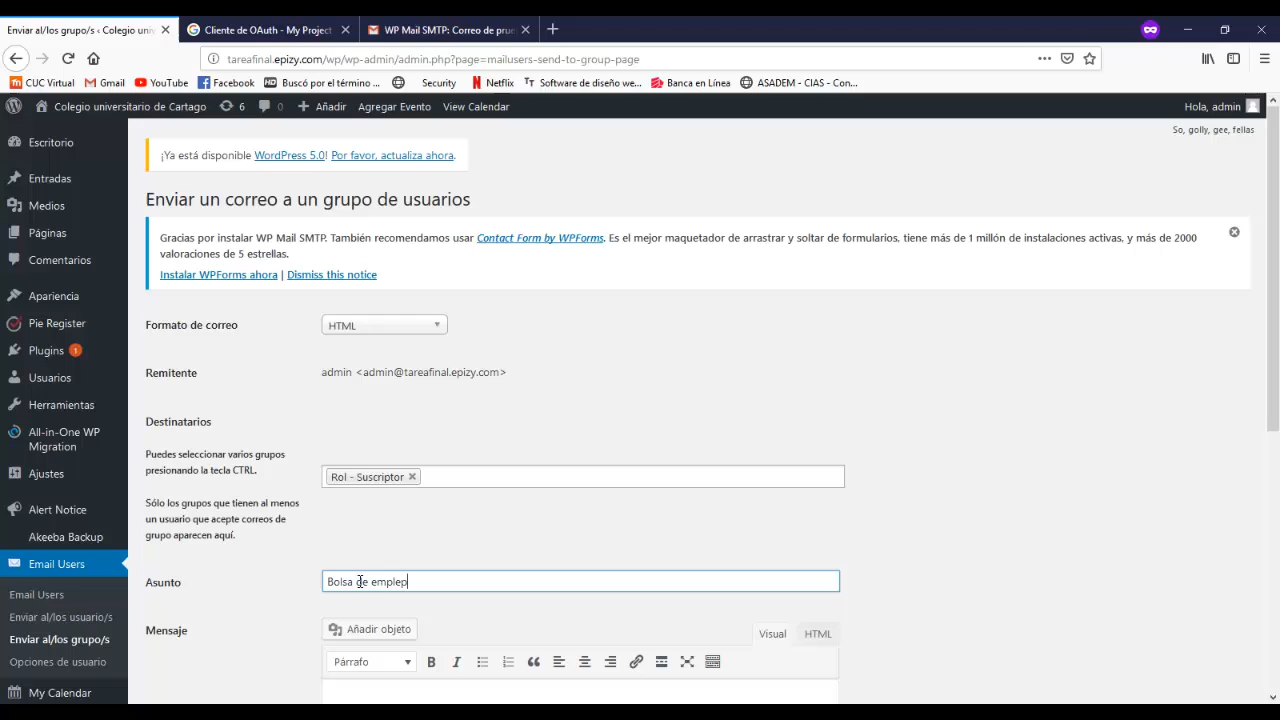 Enviar al/los grupo/s ‹ Colegio univ
Cliente de OAuth - My Project
WP Mail SMTP: Correo de prue
tareafinal.epizy.com/wp/wp-admin/admin.php?page=mailusers-send-to-group-page
CUC Virtual
Gmail
YouTube
Facebook
Buscó por el término ...
Security
Netflix
Software de diseño we...
Banca en Línea
ASADEM - CIAS - Con...
Colegio universitario de Cartago
6
0
Añadir
Agregar Evento
View Calendar
Hola, admin
So, golly, gee, fellas
Escritorio
Entradas
Medios
Páginas
Comentarios
Apariencia
Pie Register
Plugins 1
Usuarios
Herramientas
All-in-One WP
Migration
Ajustes
Alert Notice
Akeeba Backup
Email Users
Email Users
Enviar al/los usuario/s
Enviar al/los grupo/s
Opciones de usuario
My Calendar
¡Ya está disponible WordPress 5.0! Por favor, actualiza ahora.
Enviar un correo a un grupo de usuarios
Gracias por instalar WP Mail SMTP. También recomendamos usar Contact Form by WPForms. Es el mejor maquetador de arrastrar y soltar de formularios, tiene más de 1 millón de instalaciones activas, y más de 2000
valoraciones de 5 estrellas.
Instalar WPForms ahora | Dismiss this notice
Formato de correo
HTML
Remitente
admin <admin@tareafinal.epizy.com>
Destinatarios
Puedes seleccionar varios grupos
presionando la tecla CTRL.
Rol - Suscriptor
Sólo los grupos que tienen al menos
un usuario que acepte correos de
grupo aparecen aquí.
Asunto
Bolsa de emplep
Mensaje
Añadir objeto
Visual
HTML
Párrafo